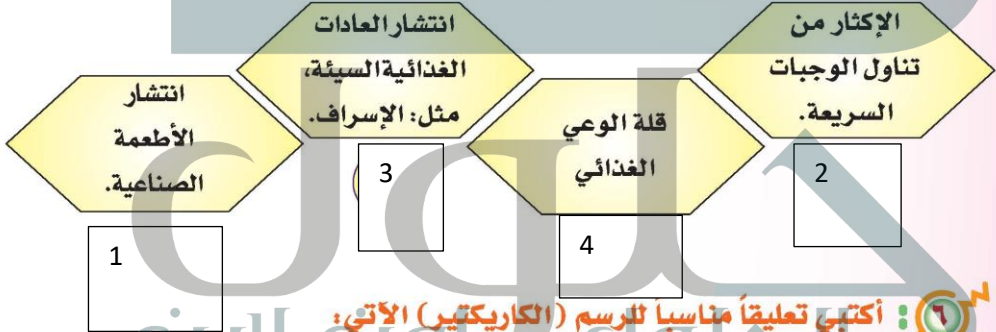 الإكثار من
تناول الوجبات
السريعة.
2
قلة الوعي
الغذائي
4
انتشار العادات
الغذائية السيئة،
مثل: الإسراف.
3
انتشار
الأطعمة
الصناعية.
1
٦ : أكتبي تعليقاً مناسباً للرسم (الكاريكتير) الآتي: